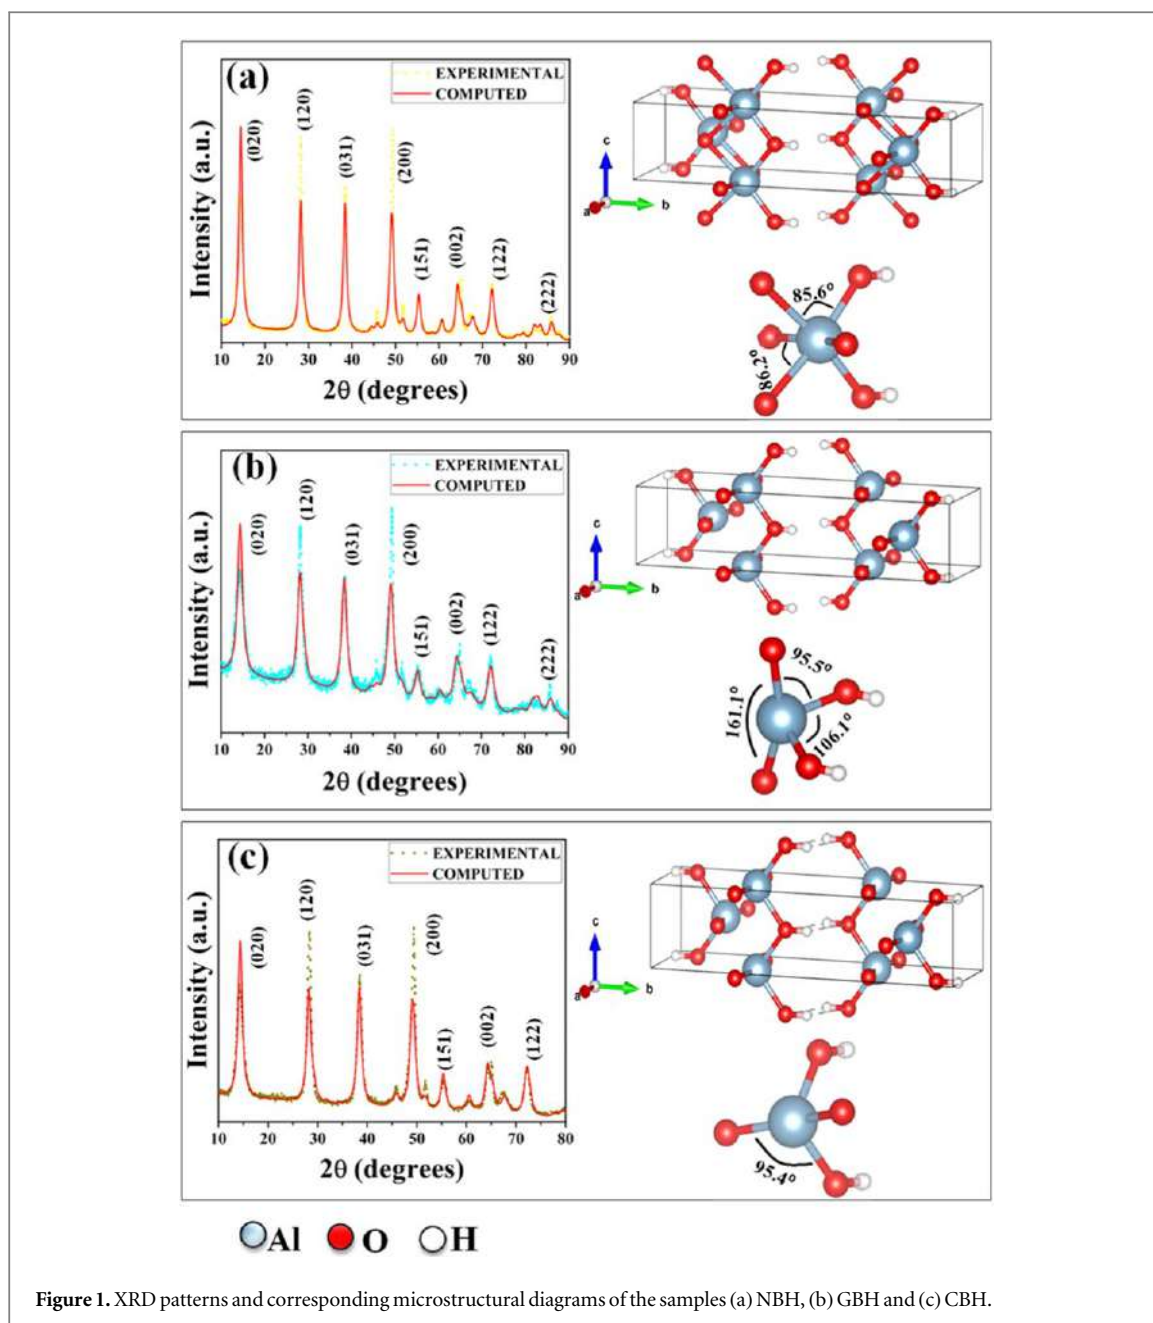 (a)
EXPERIMENTAL
COMPUTED
(020)
(120)
(031)
(200)
(151)
(002)
(122)
(222)
Intensity (a.u.)
10 20 30 40 50 60 70 80 90
2θ (degrees)
c
a
b
85.6°
86.2°
(b)
EXPERIMENTAL
COMPUTED
(020)
(120)
(031)
(200)
(151)
(002)
(122)
(222)
Intensity (a.u.)
10 20 30 40 50 60 70 80 90
2θ (degrees)
c
a
b
95.5°
161.1°
106.1°
(c)
EXPERIMENTAL
COMPUTED
(020)
(120)
(031)
(200)
(151)
(002)
(122)
Intensity (a.u.)
10 20 30 40 50 60 70 80
2θ (degrees)
c
a
b
95.4°
Al O H
Figure 1. XRD patterns and corresponding microstructural diagrams of the samples (a) NBH, (b) GBH and (c) CBH.